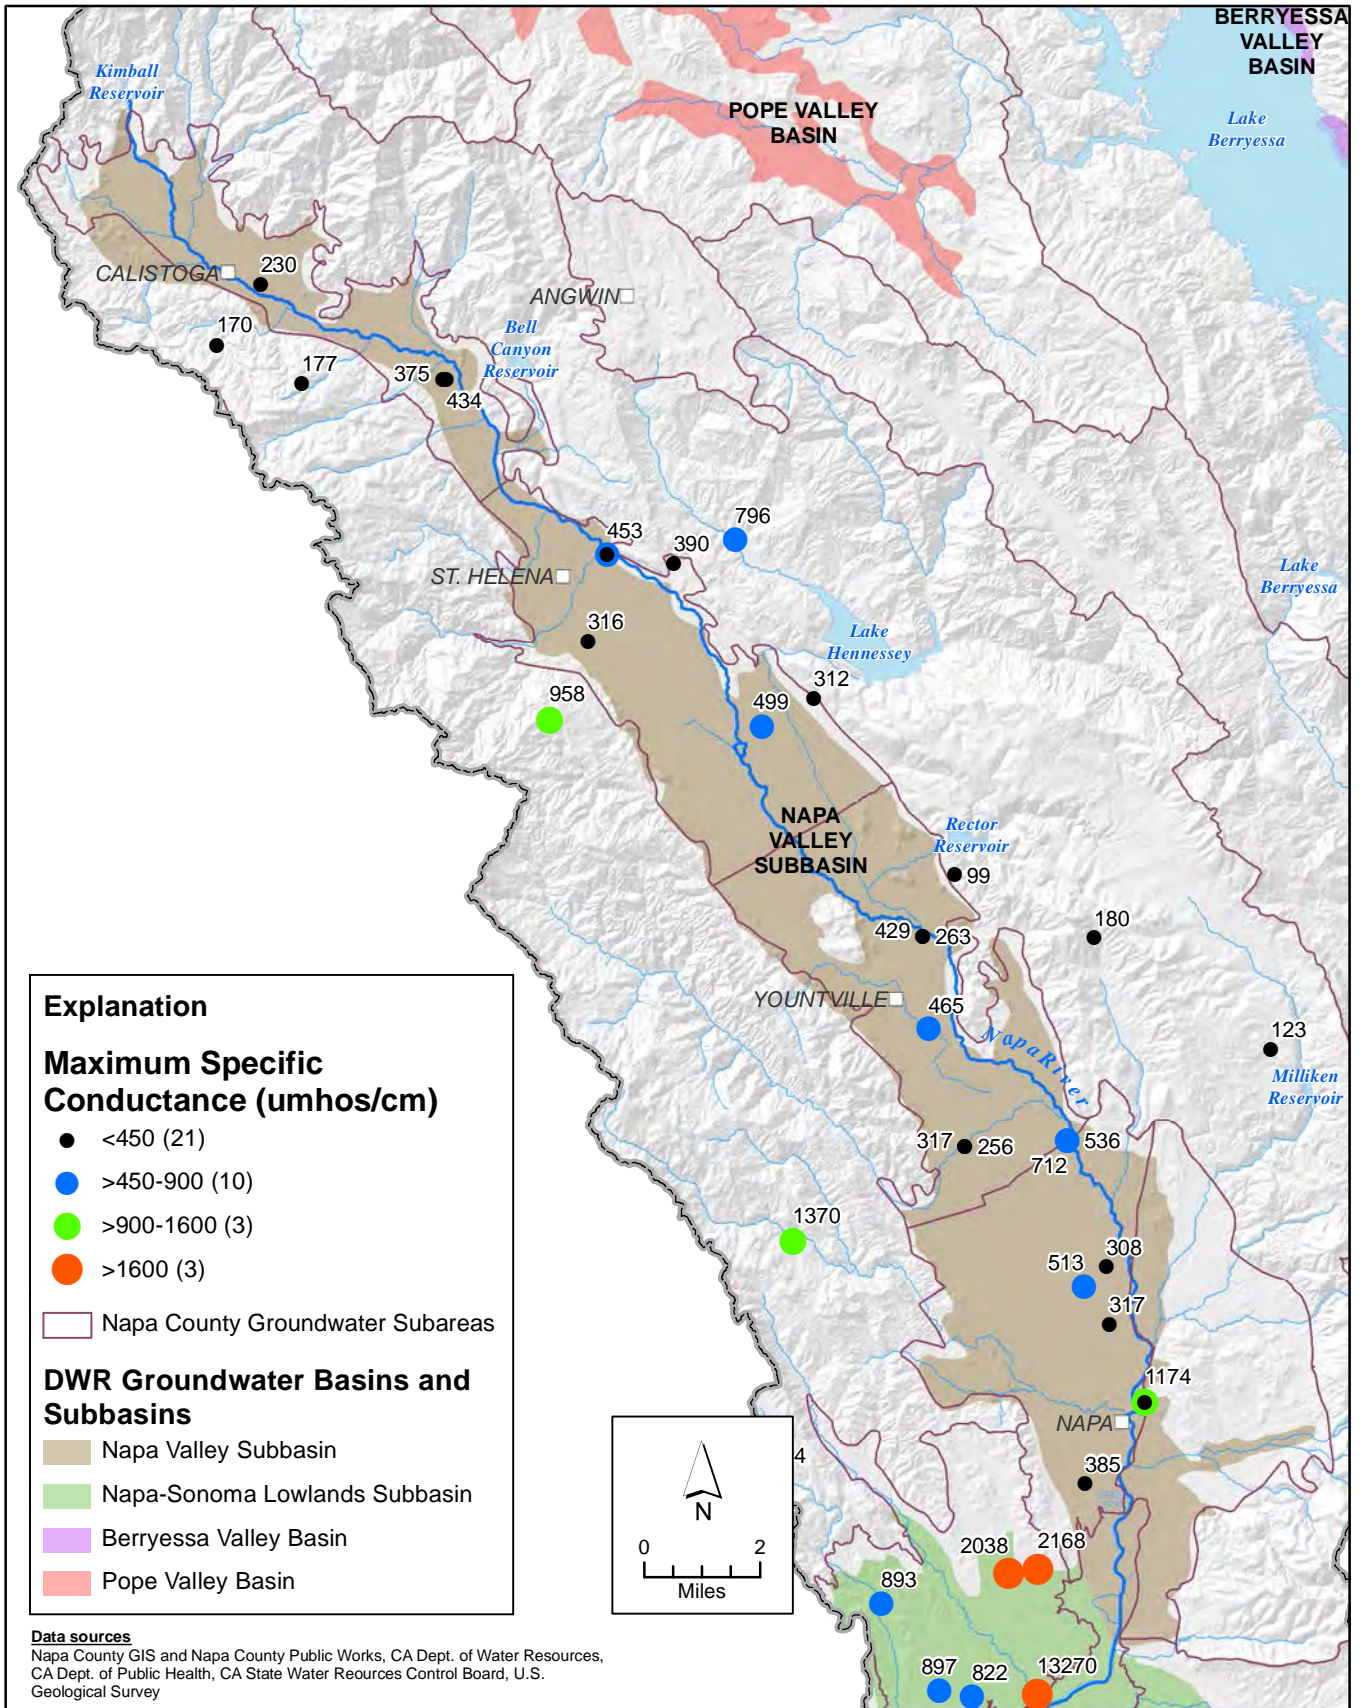 BERRYESSA
VALLEY
BASIN
Kimball
Reservoir
POPE VALLEY
BASIN
Lake
Berryessa
CALISTOGA
230
ANGWIN
170
Bell
Canyon
Reservoir
177
375
434
453
390
796
ST. HELENA
Lake
Berryessa
316
Lake
Hennessey
312
958
499
NAPA
VALLEY
SUBBASIN
Rector
Reservoir
99
180
429
263
YOUNTVILLE
465
Napa River
123
Milliken
Reservoir
317
256
536
712
1370
308
513
317
1174
NAPA
4
385
2038
2168
893
897
822
13270
Explanation
Maximum Specific
Conductance (umhos/cm)
<450 (21)
>450-900 (10)
>900-1600 (3)
>1600 (3)
Napa County Groundwater Subareas
DWR Groundwater Basins and
Subbasins
Napa Valley Subbasin
Napa-Sonoma Lowlands Subbasin
Berryessa Valley Basin
Pope Valley Basin
N
0 2
Miles
Data sources
Napa County GIS and Napa County Public Works, CA Dept. of Water Resources,
CA Dept. of Public Health, CA State Water Reources Control Board, U.S.
Geological Survey